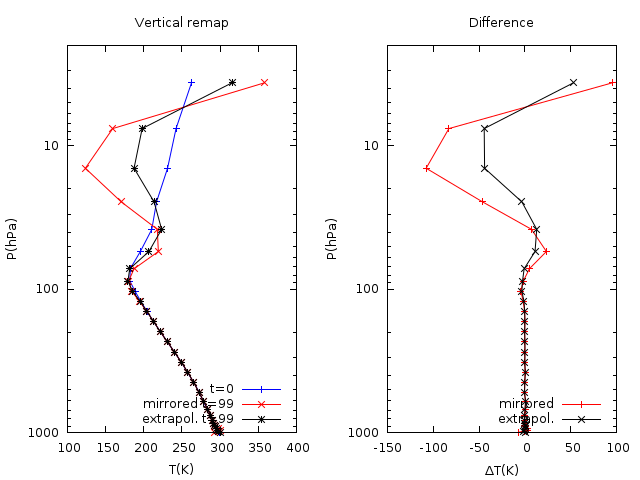 Vertical remap
Difference
10
100
1000
P(hPa)
t=0
mirrored t=99
extrapol. t=99
100 150 200 250 300 350 400
T(K)
10
100
1000
P(hPa)
mirrored
extrapol.
-150 -100 -50 0 50 100
ΔT(K)